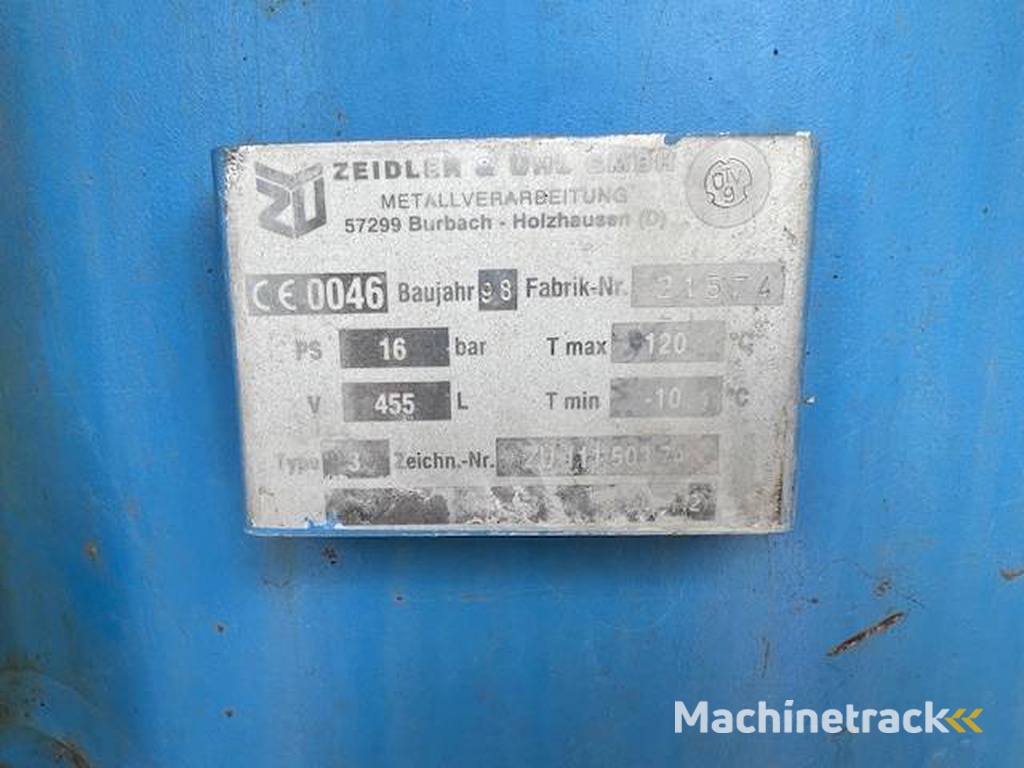 ZU ZEIDLER & UHL GMBH
METALLVERARBEITUNG
57299 Burbach - Holzhausen (D)
CE 0046 Baujahr 98 Fabrik-Nr. 21574
PS 16 bar T max 120 °C
V 455 L T min -10 °C
Type 3 Zeichn.-Nr.
2
Machinetrack